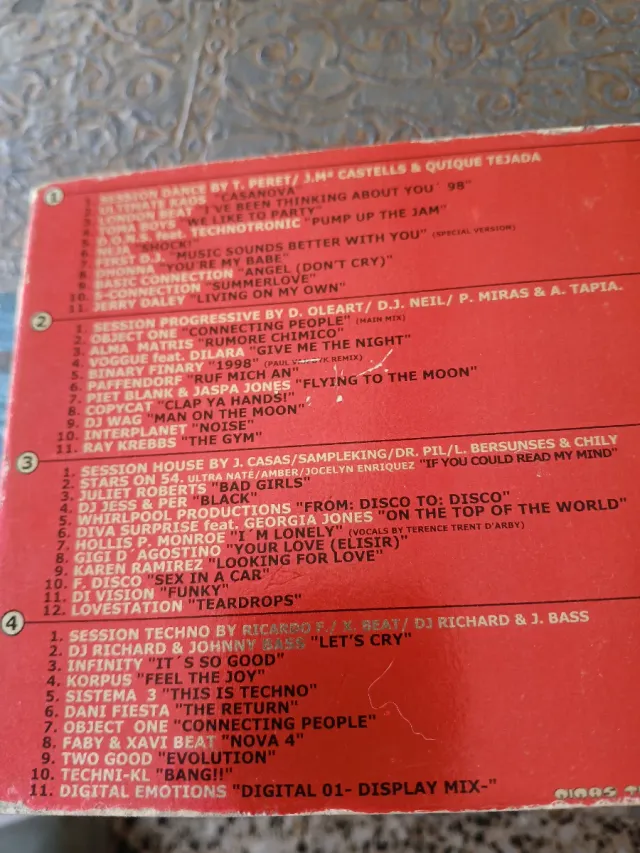 1
1. SESSION DANCE BY T. PERET/ J.Mª CASTELLS & QUIQUE TEJADA
2. ULTIMATE KAOS "CASANOVA"
3. LONDON BEAT "I'VE BEEN THINKING ABOUT YOU´ 98"
4. TOMA BOYS "WE LIKE TO PARTY"
5. D.O.N.S. feat. TECHNOTRONIC "PUMP UP THE JAM"
6. NEJA "SHOCK!"
7. FIRST D.J. "MUSIC SOUNDS BETTER WITH YOU" (SPECIAL VERSION)
8. DHONNA "YOU'RE MY BABE"
9. BASIC CONNECTION "ANGEL (DON'T CRY)"
10. S-CONNECTION "SUMMERLOVE"
11. JERRY DALEY "LIVING ON MY OWN"
2
1. SESSION PROGRESSIVE BY D. OLEART/ D.J. NEIL/ P. MIRAS & A. TAPIA.
2. OBJECT ONE "CONNECTING PEOPLE" (MAIN MIX)
3. ALMA MATRIS "RUMORE CHIMICO"
4. VOGGUE feat. DILARA "GIVE ME THE NIGHT"
5. BINARY FINARY "1998" (PAUL REMIX)
6. PAFFENDORF "RUF MICH AN"
7. PIET BLANK & JASPA JONES "FLYING TO THE MOON"
8. COPYCAT "CLAP YA HANDS!"
9. DJ WAG "MAN ON THE MOON"
10. INTERPLANET "NOISE"
11. RAY KREBBS "THE GYM"
3
1. SESSION HOUSE BY J. CASAS/SAMPLEKING/DR. PIL/L. BERSUNSES & CHILY
2. STARS ON 54. ULTRA NATÉ/AMBER/JOCELYN ENRIQUEZ "IF YOU COULD READ MY MIND"
3. JULIET ROBERTS "BAD GIRLS"
4. DJ JESS & PER "BLACK"
5. WHIRLPOOL PRODUCTIONS "FROM: DISCO TO: DISCO"
6. DIVA SURPRISE feat. GEORGIA JONES "ON THE TOP OF THE WORLD"
7. HOLLIS P. MONROE "I´M LONELY" (VOCALS BY TERENCE TRENT D'ARBY)
8. GIGI D´ AGOSTINO "YOUR LOVE (ELISIR)"
9. KAREN RAMIREZ "LOOKING FOR LOVE"
10. F. DISCO "SEX IN A CAR"
11. DI VISION "FUNKY"
12. LOVESTATION "TEARDROPS"
4
1. SESSION TECHNO BY RICARDO F./ X. BEAT/ DJ RICHARD & J. BASS
2. DJ RICHARD & JOHNNY BASS "LET'S CRY"
3. INFINITY "IT´S SO GOOD"
4. KORPUS "FEEL THE JOY"
5. SISTEMA 3 "THIS IS TECHNO"
6. DANI FIESTA "THE RETURN"
7. OBJECT ONE "CONNECTING PEOPLE"
8. FABY & XAVI BEAT "NOVA 4"
9. TWO GOOD "EVOLUTION"
10. TECHNI-KL "BANG!!"
11. DIGITAL EMOTIONS "DIGITAL 01- DISPLAY MIX-"